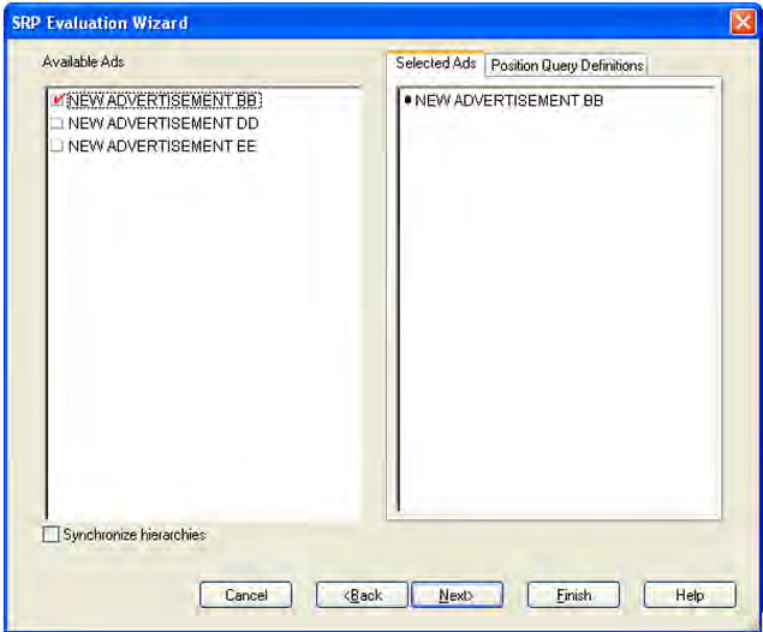 SRP Evaluation Wizard
Available Ads
NEW ADVERTISEMENT BB
NEW ADVERTISEMENT DD
NEW ADVERTISEMENT EE
Synchronize hierarchies
Selected Ads Position Query Definitions
NEW ADVERTISEMENT BB
Cancel <Back Next> Finish Help